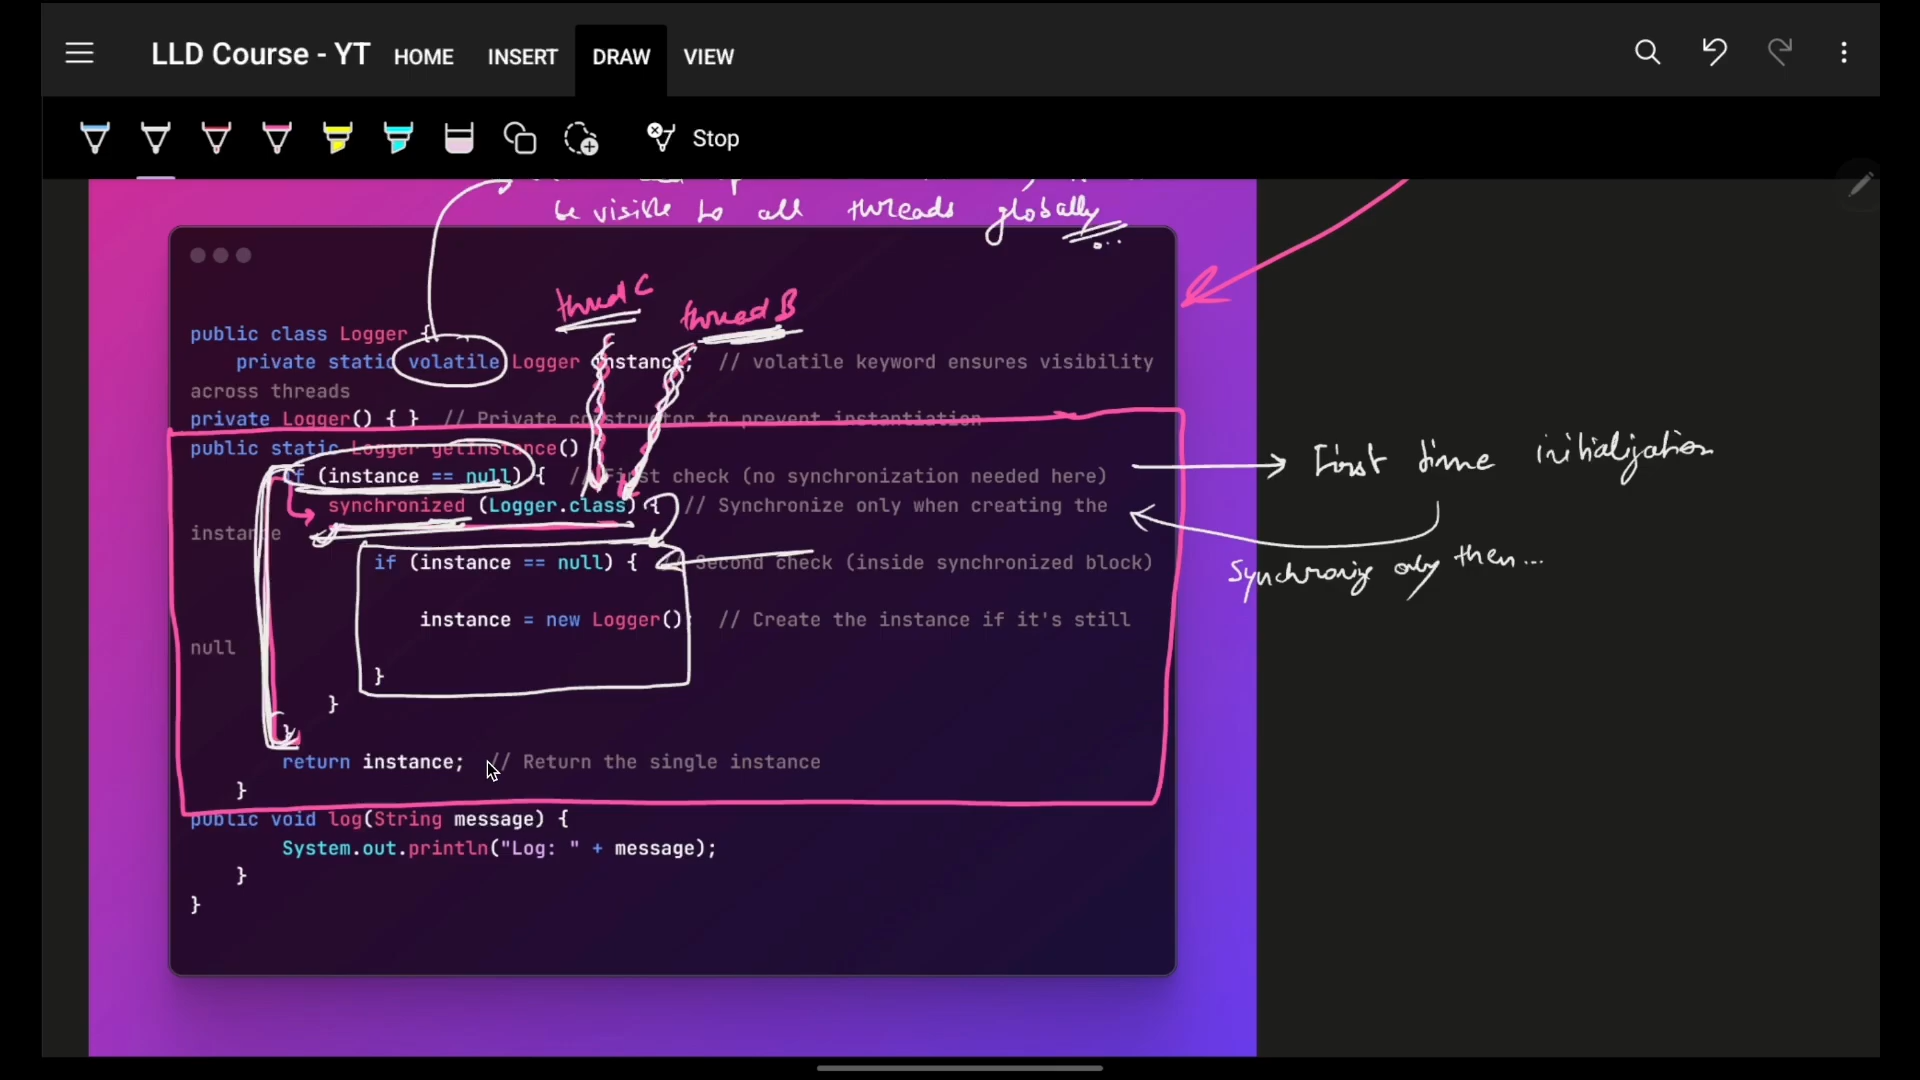 LLD Course - YT HOME INSERT DRAW VIEW
Stop
be visible to all threads globally...
thread C
thread B
public class Logger {
private static volatile Logger instance; // volatile keyword ensures visibility
across threads
private Logger() { } // Private constructor to prevent instantiation
public static Logger getInstance()
if (instance == null) { // First check (no synchronization needed here)
First time initialization
synchronized (Logger.class) { // Synchronize only when creating the
instance
if (instance == null) { // Second check (inside synchronized block)
Synchronize only then...
instance = new Logger() // Create the instance if it's still
null
}
}
}
return instance; // Return the single instance
}
public void log(String message) {
System.out.println("Log: " + message);
}
}